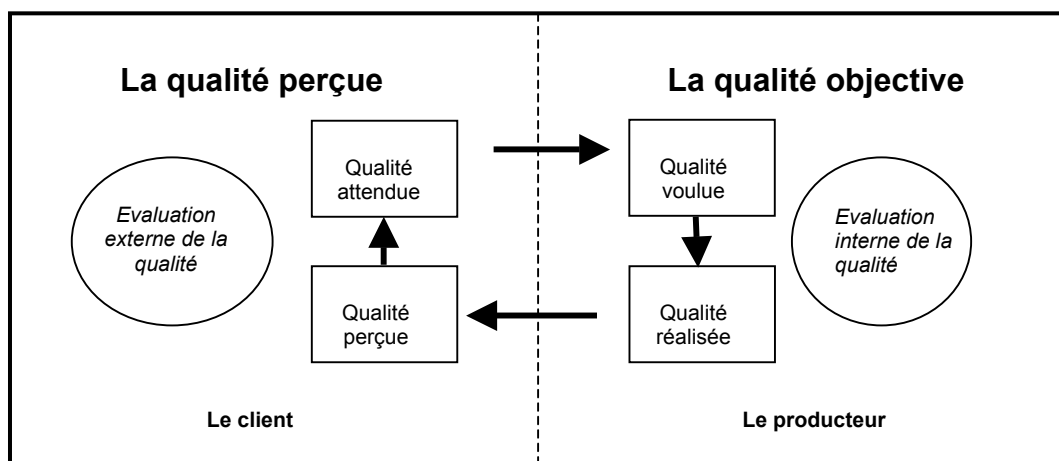 La qualité perçue
La qualité objective
Qualité
attendue
Qualité
voulue
Evaluation
externe de la
qualité
Evaluation
interne de la
qualité
Qualité
perçue
Qualité
réalisée
Le client
Le producteur